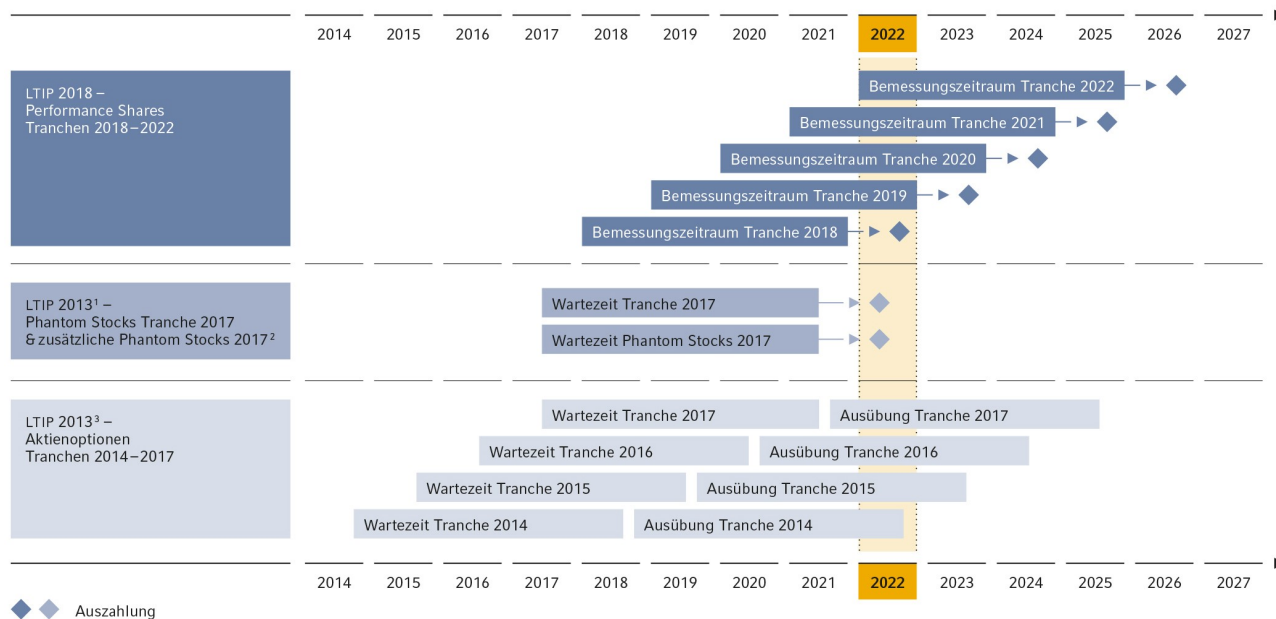 2014 2015 2016 2017 2018 2019 2020 2021 2022 2023 2024 2025 2026 2027
LTIP 2018 –
Performance Shares
Tranchen 2018–2022
Bemessungszeitraum Tranche 2022
Bemessungszeitraum Tranche 2021
Bemessungszeitraum Tranche 2020
Bemessungszeitraum Tranche 2019
Bemessungszeitraum Tranche 2018
LTIP 2013¹ –
Phantom Stocks Tranche 2017
& zusätzliche Phantom Stocks 2017²
Wartezeit Tranche 2017
Wartezeit Phantom Stocks 2017
LTIP 2013³ –
Aktienoptionen
Tranchen 2014–2017
Wartezeit Tranche 2017 Ausübung Tranche 2017
Wartezeit Tranche 2016 Ausübung Tranche 2016
Wartezeit Tranche 2015 Ausübung Tranche 2015
Wartezeit Tranche 2014 Ausübung Tranche 2014
2014 2015 2016 2017 2018 2019 2020 2021 2022 2023 2024 2025 2026 2027
Auszahlung